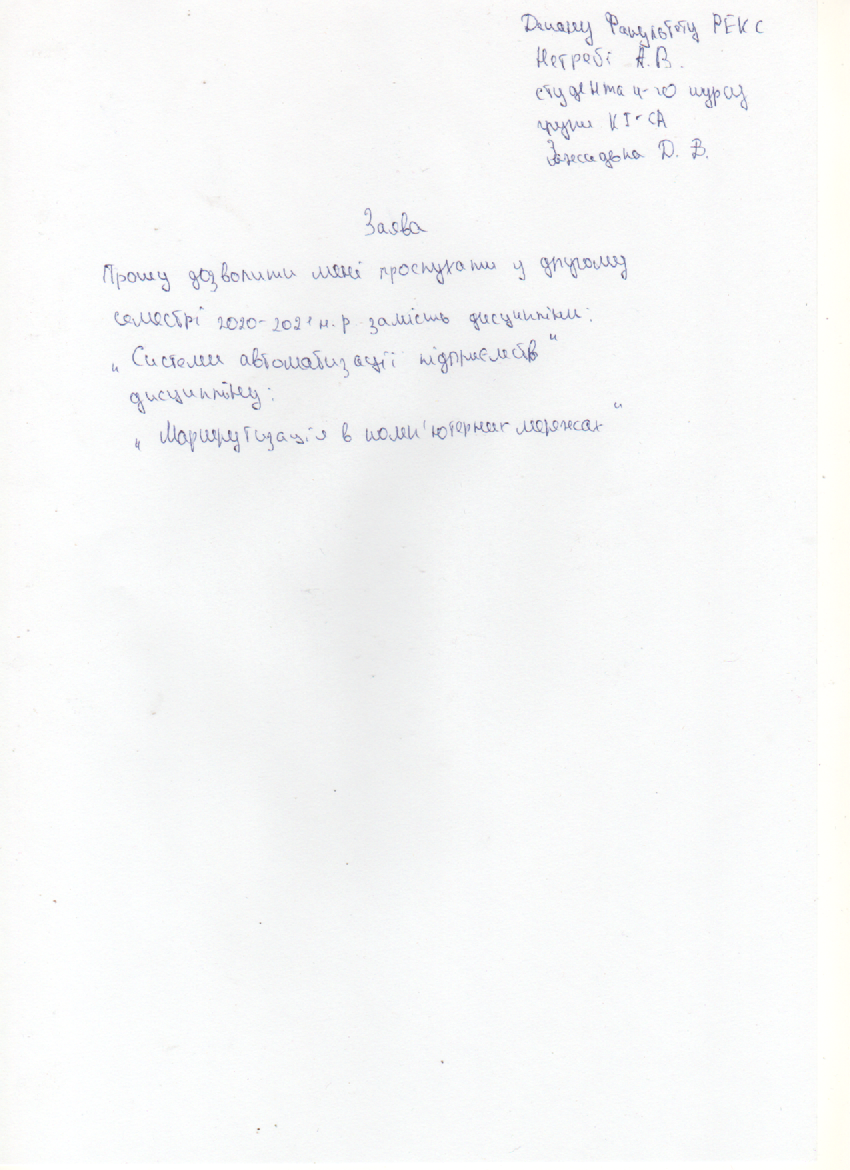 Декану Факультету РЕКС
Нетребі А.В.
студента 4-го курсу
групи КІ-СА
Д. В.
Заява
Прошу дозволити мені прослухати у другому
семестрі 2020-2021 н.р. замість дисципліни:
„Системи автоматизації підприємств"
дисципліну:
„Маршрутизація в комп'ютерних мережах"